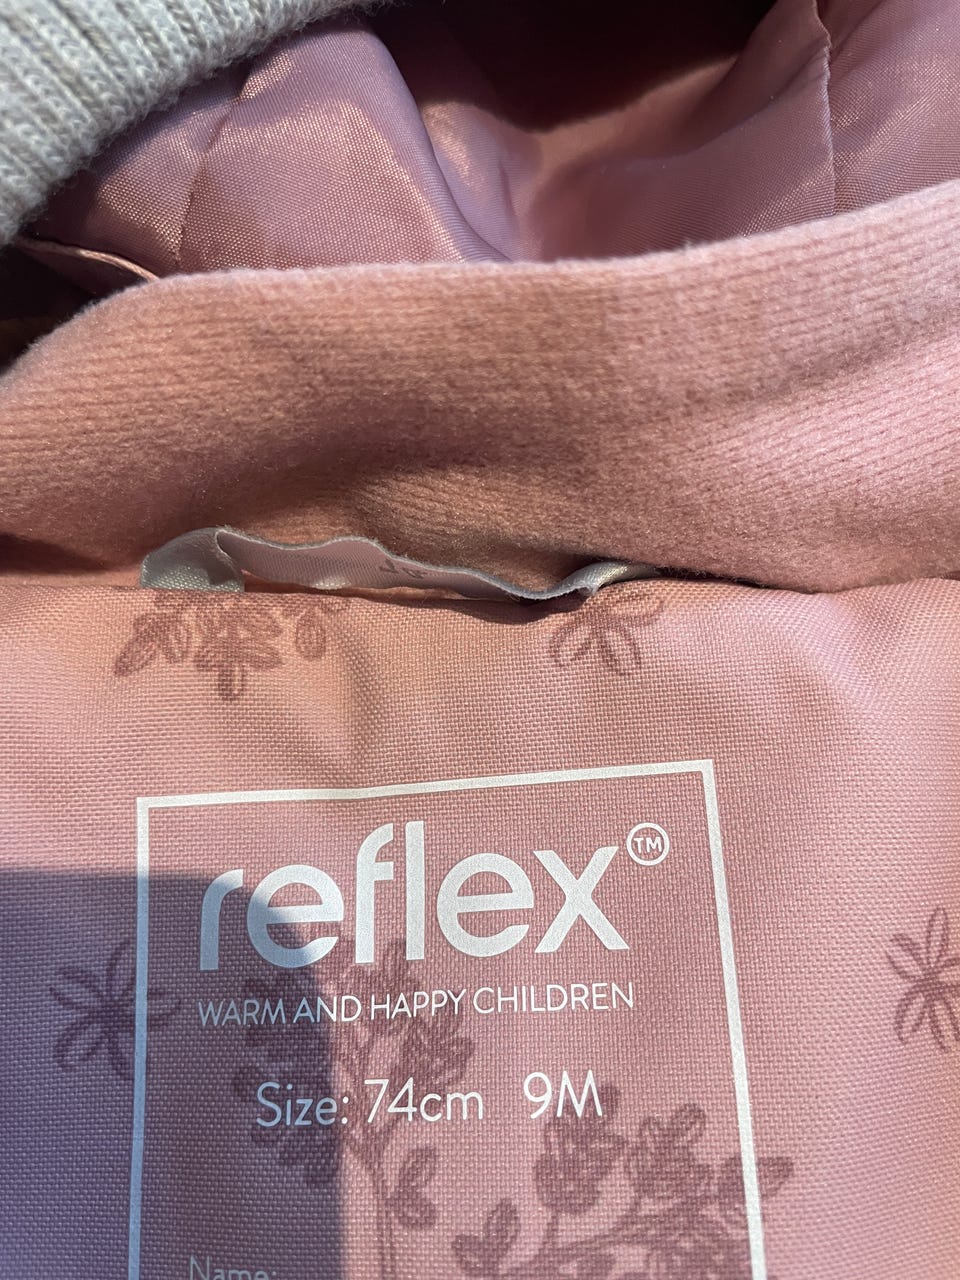 reflex™
WARM AND HAPPY CHILDREN
Size: 74cm 9M
Name: